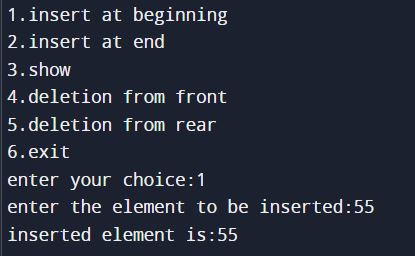 1.insert at beginning
2.insert at end
3.show
4.deletion from front
5.deletion from rear
6.exit
enter your choice:1
enter the element to be inserted:55
inserted element is:55